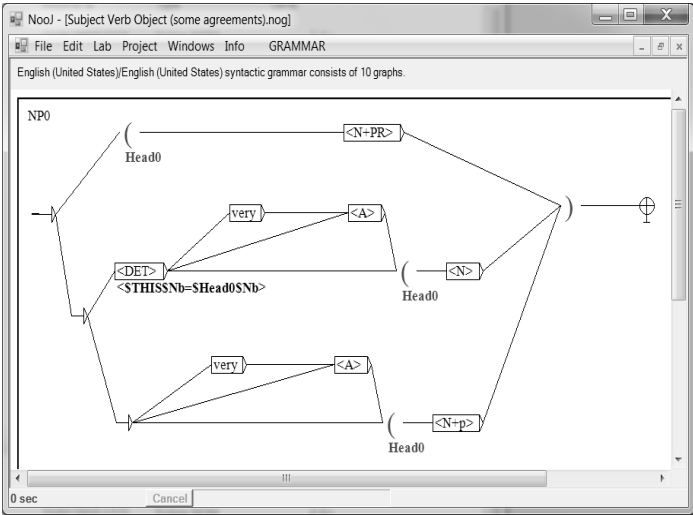 NooJ - [Subject Verb Object (some agreements).nog]
File Edit Lab Project Windows Info GRAMMAR
English (United States)/English (United States) syntactic grammar consists of 10 graphs.
NP0
( <N+PR>
Head0
very <A>
)
<DET> ( <N>
<$THIS$Nb=$Head0$Nb> Head0
very <A>
( <N+p>
Head0
0 sec Cancel